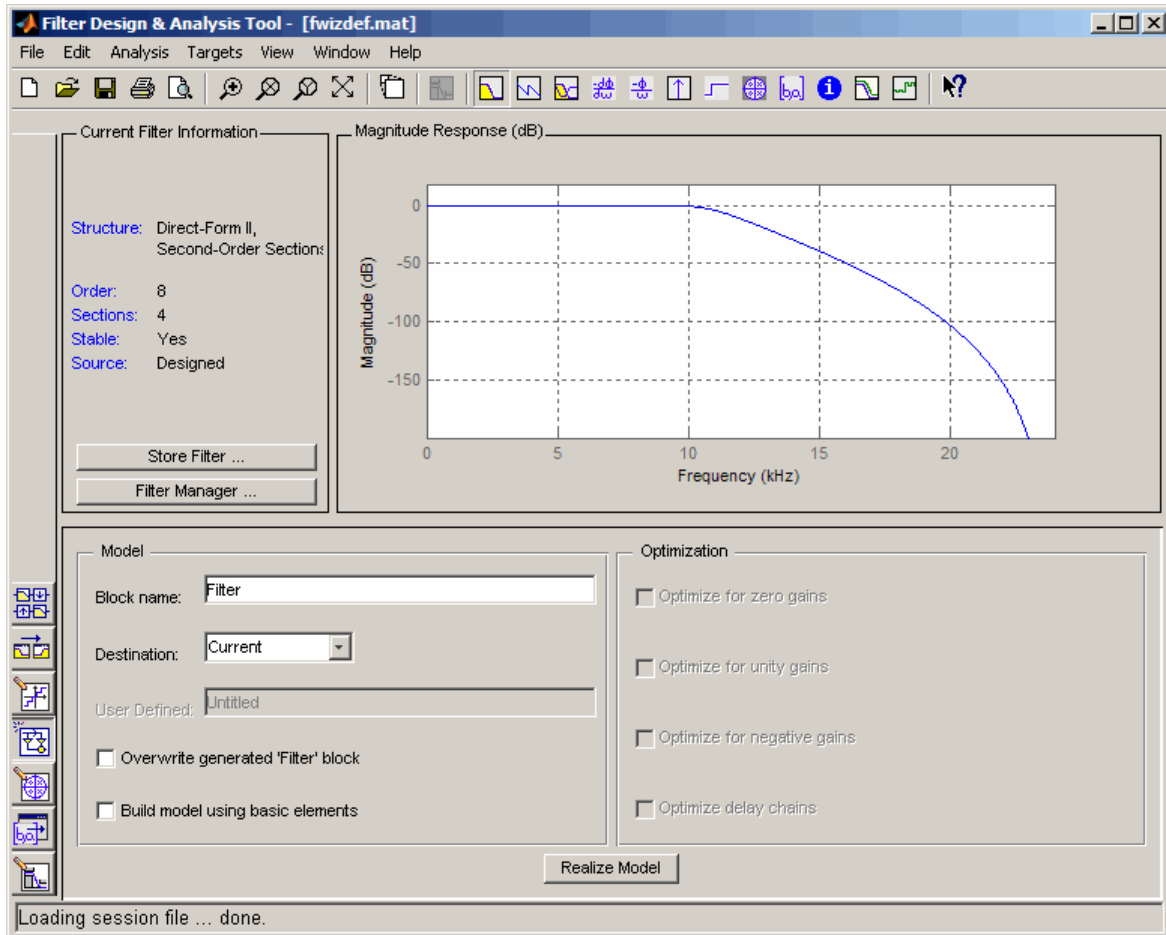 Filter Design & Analysis Tool - [fwizdef.mat]
File Edit Analysis Targets View Window Help
Current Filter Information
Structure: Direct-Form II,
Second-Order Sections
Order: 8
Sections: 4
Stable: Yes
Source: Designed
Store Filter ...
Filter Manager ...
Magnitude Response (dB)
Magnitude (dB)
0
-50
-100
-150
0 5 10 15 20
Frequency (kHz)
Model
Block name: Filter
Destination: Current
User Defined: Untitled
Overwrite generated 'Filter' block
Build model using basic elements
Optimization
Optimize for zero gains
Optimize for unity gains
Optimize for negative gains
Optimize delay chains
Realize Model
Loading session file ... done.